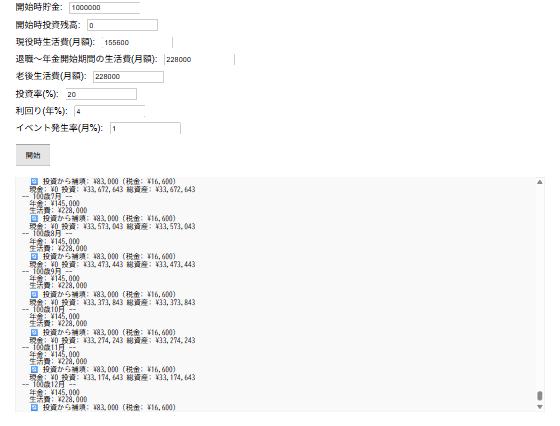 開始時貯金: 1000000
開始時投資残高: 0
現役時生活費(月額): 155600
退職～年金開始期間の生活費(月額): 228000
老後生活費(月額): 228000
投資率(%): 20
利回り(年%): 4
イベント発生率(月%): 1
開始
投資から補填: ¥83,000 (税金: ¥16,600)
現金: ¥0 投資: ¥33,672,643 総資産: ¥33,672,643
-- 100歳7月 --
年金: ¥145,000
生活費: ¥228,000
投資から補填: ¥83,000 (税金: ¥16,600)
現金: ¥0 投資: ¥33,573,043 総資産: ¥33,573,043
-- 100歳8月 --
年金: ¥145,000
生活費: ¥228,000
投資から補填: ¥83,000 (税金: ¥16,600)
現金: ¥0 投資: ¥33,473,443 総資産: ¥33,473,443
-- 100歳9月 --
年金: ¥145,000
生活費: ¥228,000
投資から補填: ¥83,000 (税金: ¥16,600)
現金: ¥0 投資: ¥33,373,843 総資産: ¥33,373,843
-- 100歳10月 --
年金: ¥145,000
生活費: ¥228,000
投資から補填: ¥83,000 (税金: ¥16,600)
現金: ¥0 投資: ¥33,274,243 総資産: ¥33,274,243
-- 100歳11月 --
年金: ¥145,000
生活費: ¥228,000
投資から補填: ¥83,000 (税金: ¥16,600)
現金: ¥0 投資: ¥33,174,643 総資産: ¥33,174,643
-- 100歳12月 --
年金: ¥145,000
生活費: ¥228,000
投資から補填: ¥83,000 (税金: ¥16,600)